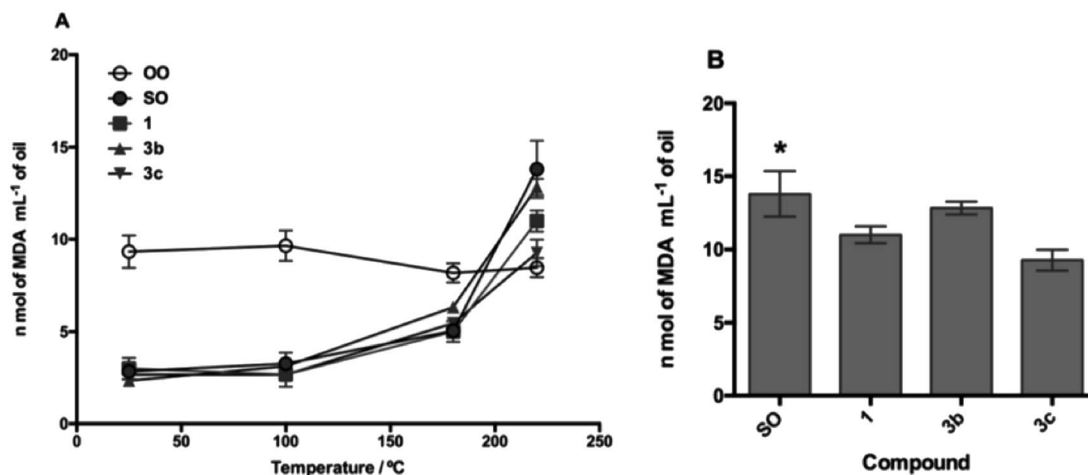 A
20
15
10
5
0
n mol of MDA mL-1 of oil
OO
SO
1
3b
3c
0 50 100 150 200 250
Temperature / ºC
B
20
15
10
5
0
n mol of MDA mL-1 of oil
*
SO 1 3b 3c
Compound